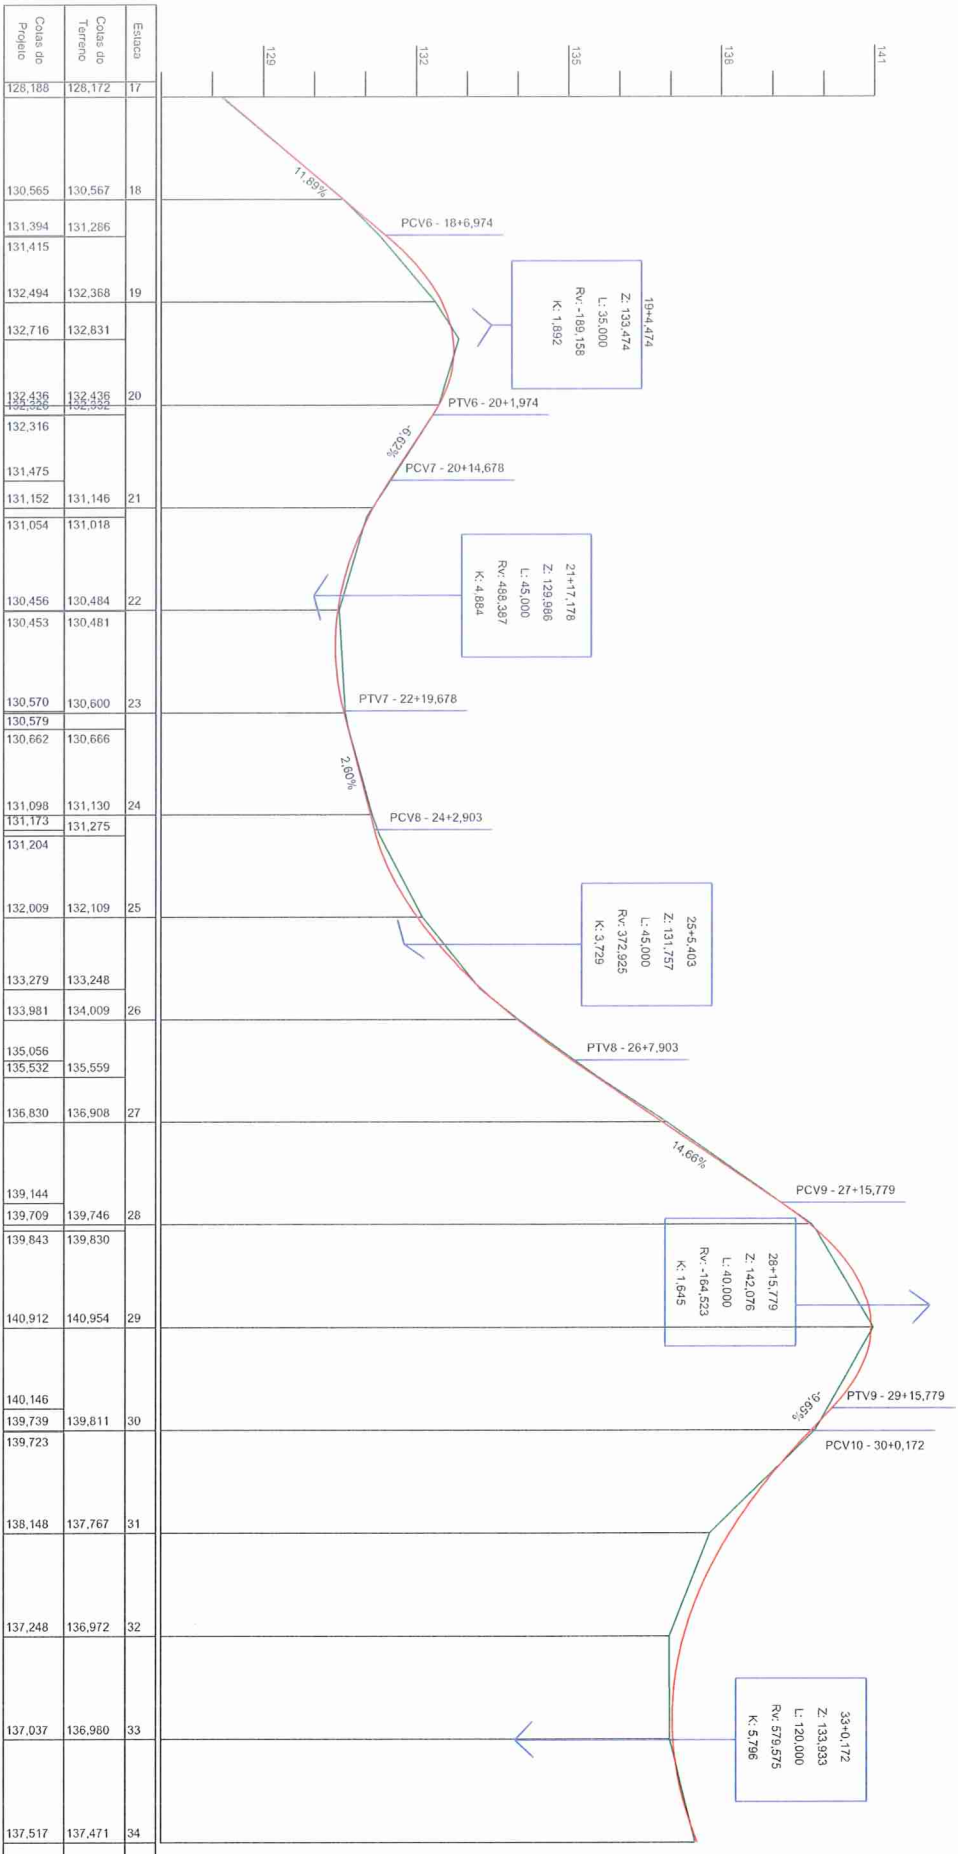 141
138
135
132
129
11,89%
PCV6 - 18+6,974
19+4,474
Z: 133,474
L: 35,000
Rv: -189,158
K: 1,892
PTV6 - 20+1,974
-6,62%
PCV7 - 20+14,678
21+17,178
Z: 129,986
L: 45,000
Rv: 488,387
K: 4,884
PTV7 - 22+19,678
2,60%
PCV8 - 24+2,903
25+5,403
Z: 131,757
L: 45,000
Rv: 372,925
K: 3,729
PTV8 - 26+7,903
14,66%
PCV9 - 27+15,779
28+15,779
Z: 142,076
L: 40,000
Rv: -164,523
K: 1,645
PTV9 - 29+15,779
-9,65%
PCV10 - 30+0,172
33+0,172
Z: 133,933
L: 120,000
Rv: 579,575
K: 5,796
Estaca
17
18
19
20
21
22
23
24
25
26
27
28
29
30
31
32
33
34
Cotas do
Terreno
128,172
130,567
131,286
132,368
132,831
132,436
131,146
131,018
130,484
130,481
130,600
130,666
131,130
131,275
132,109
133,248
134,009
135,559
136,908
139,746
139,830
140,954
139,811
137,767
136,972
136,980
137,471
Cotas do
Projeto
128,188
130,565
131,394
131,415
132,494
132,716
132,436
132,316
131,475
131,152
131,054
130,456
130,453
130,570
130,579
130,662
131,098
131,173
131,204
132,009
133,279
133,981
135,056
135,532
136,830
139,144
139,709
139,843
140,912
140,146
139,739
139,723
138,148
137,248
137,037
137,517